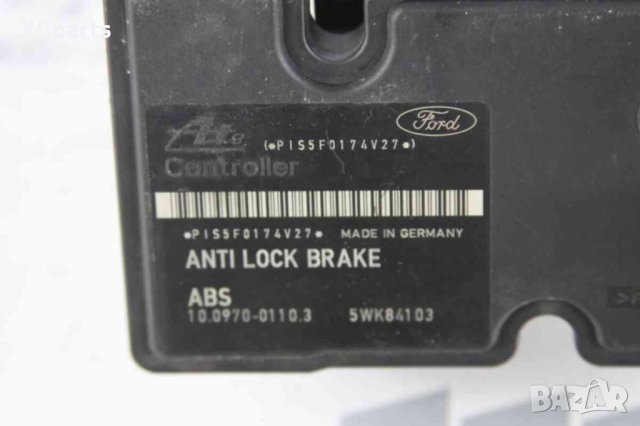 XGparts
Ate (*PIS5F0174V27*) Ford
Controller
*PIS5F0174V27* MADE IN GERMANY
ANTI LOCK BRAKE
ABS
10.0970-0110.3 5WK84103
BAZAR